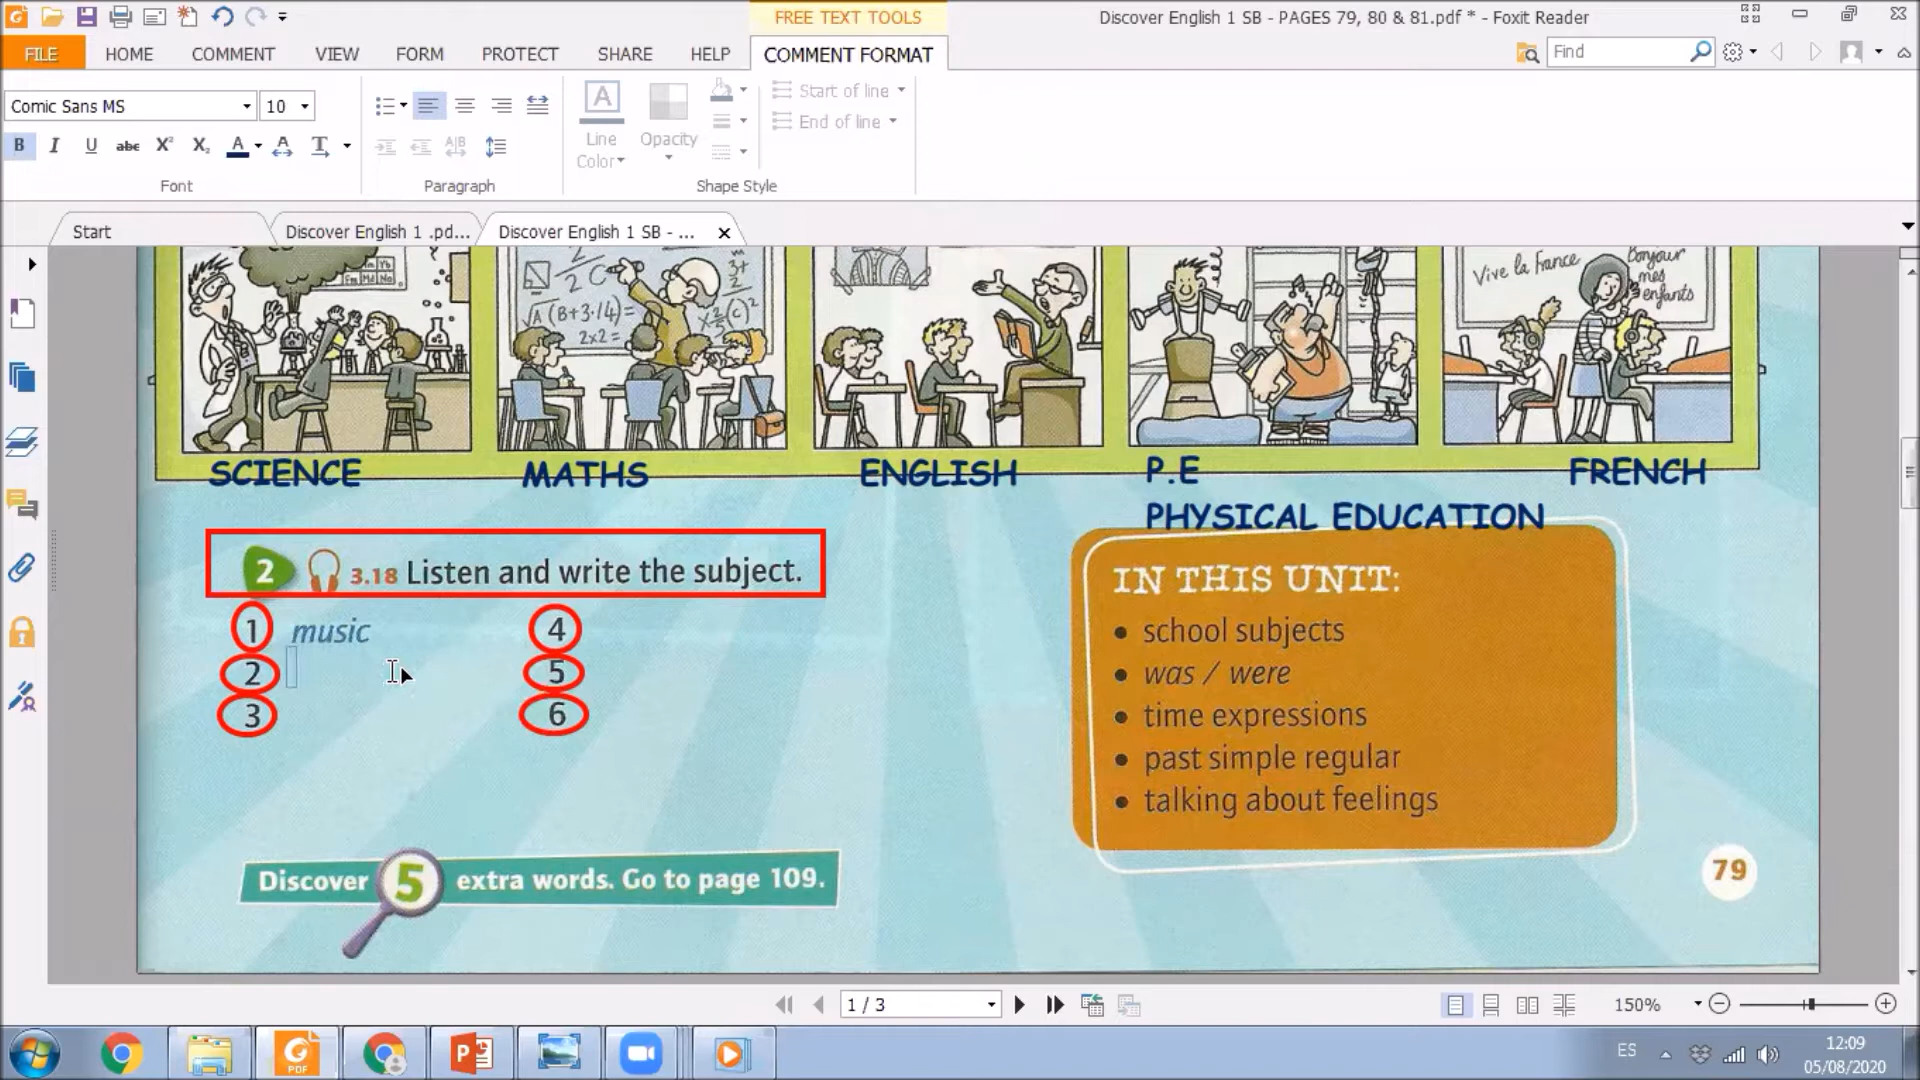 FREE TEXT TOOLS
Discover English 1 SB - PAGES 79, 80 & 81.pdf * - Foxit Reader
FILE HOME COMMENT VIEW FORM PROTECT SHARE HELP COMMENT FORMAT
Find
Comic Sans MS 10
Line Color
Opacity
Start of line
End of line
B I U abc X² X₂ A A T
Font Paragraph Shape Style
Start Discover English 1 .pd... Discover English 1 SB - ...
Vive la France
Bonjour mes enfants
2x2=
SCIENCE MATHS ENGLISH P.E FRENCH
PHYSICAL EDUCATION
2 3.18 Listen and write the subject.
1 music
2
3
4
5
6
IN THIS UNIT:
• school subjects
• was / were
• time expressions
• past simple regular
• talking about feelings
Discover 5 extra words. Go to page 109.
79
1 / 3
150%
ES
12:09
05/08/2020